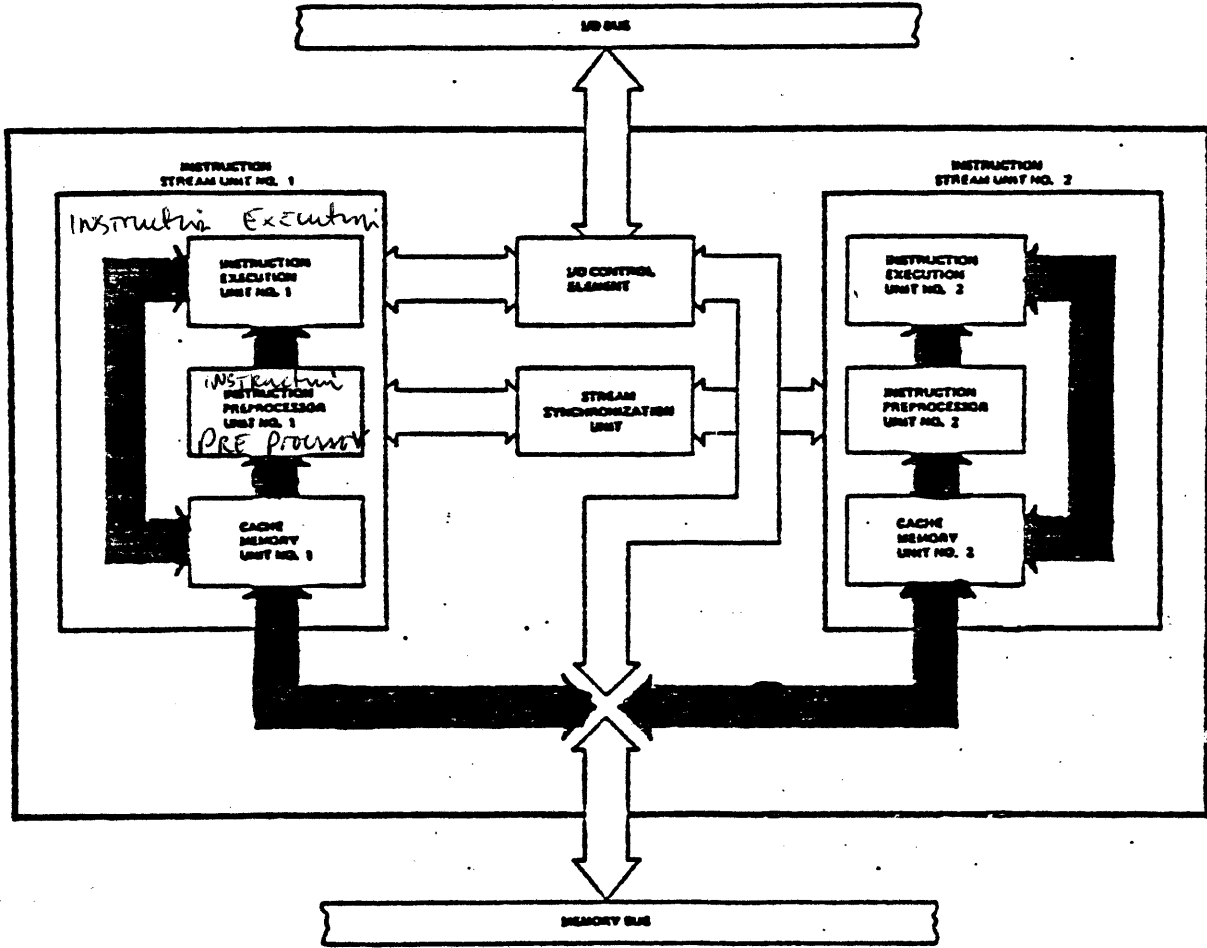 I/O BUS
INSTRUCTION
STREAM UNIT NO. 1
INSTRUCTION
STREAM UNIT NO. 2
INSTRUCTION EXECUTION
INSTRUCTION
EXECUTION
UNIT NO. 1
I/O CONTROL
ELEMENT
INSTRUCTION
EXECUTION
UNIT NO. 2
INSTRUCTION
INSTRUCTION
PREPROCESSOR
UNIT NO. 1
PRE PROCESSOR
STREAM
SYNCHRONIZATION
UNIT
INSTRUCTION
PREPROCESSOR
UNIT NO. 2
CACHE
MEMORY
UNIT NO. 1
CACHE
MEMORY
UNIT NO. 2
MEMORY BUS